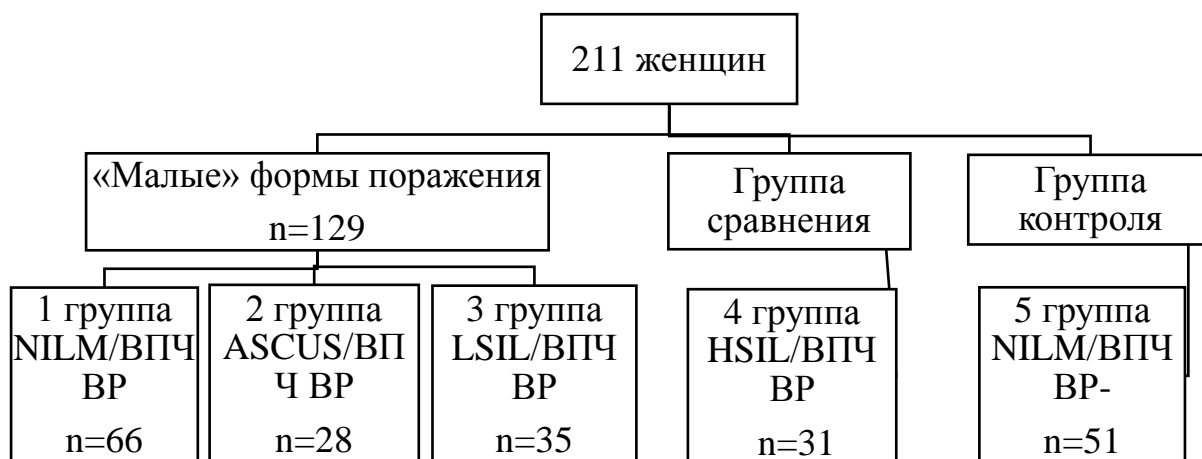 211 женщин
«Малые» формы поражения
n=129
Группа
сравнения
Группа
контроля
1 группа
NILM/ВПЧ
ВР
n=66
2 группа
ASCUS/ВП
Ч ВР
n=28
3 группа
LSIL/ВПЧ
ВР
n=35
4 группа
HSIL/ВПЧ
ВР
n=31
5 группа
NILM/ВПЧ
ВР-
n=51